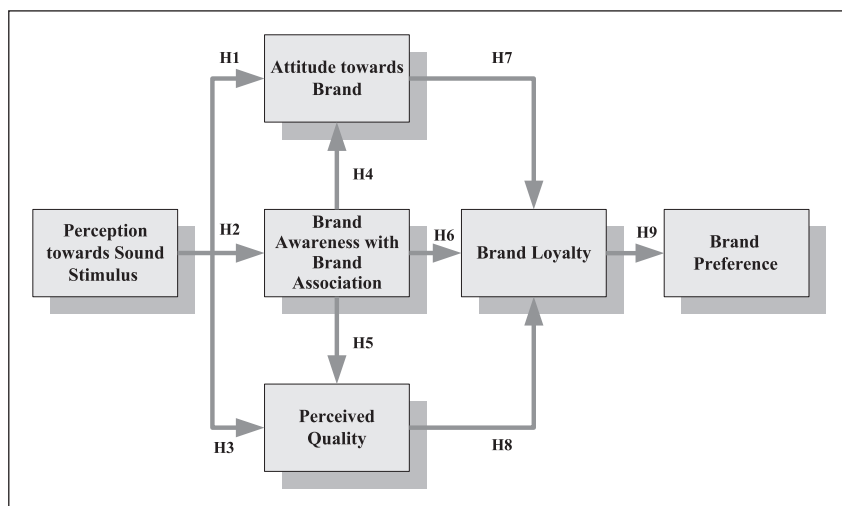 H1
Attitude towards
Brand
H7
H4
Perception
towards Sound
Stimulus
H2
Brand
Awareness with
Brand
Association
H6
Brand Loyalty
H9
Brand
Preference
H5
Perceived
Quality
H3
H8